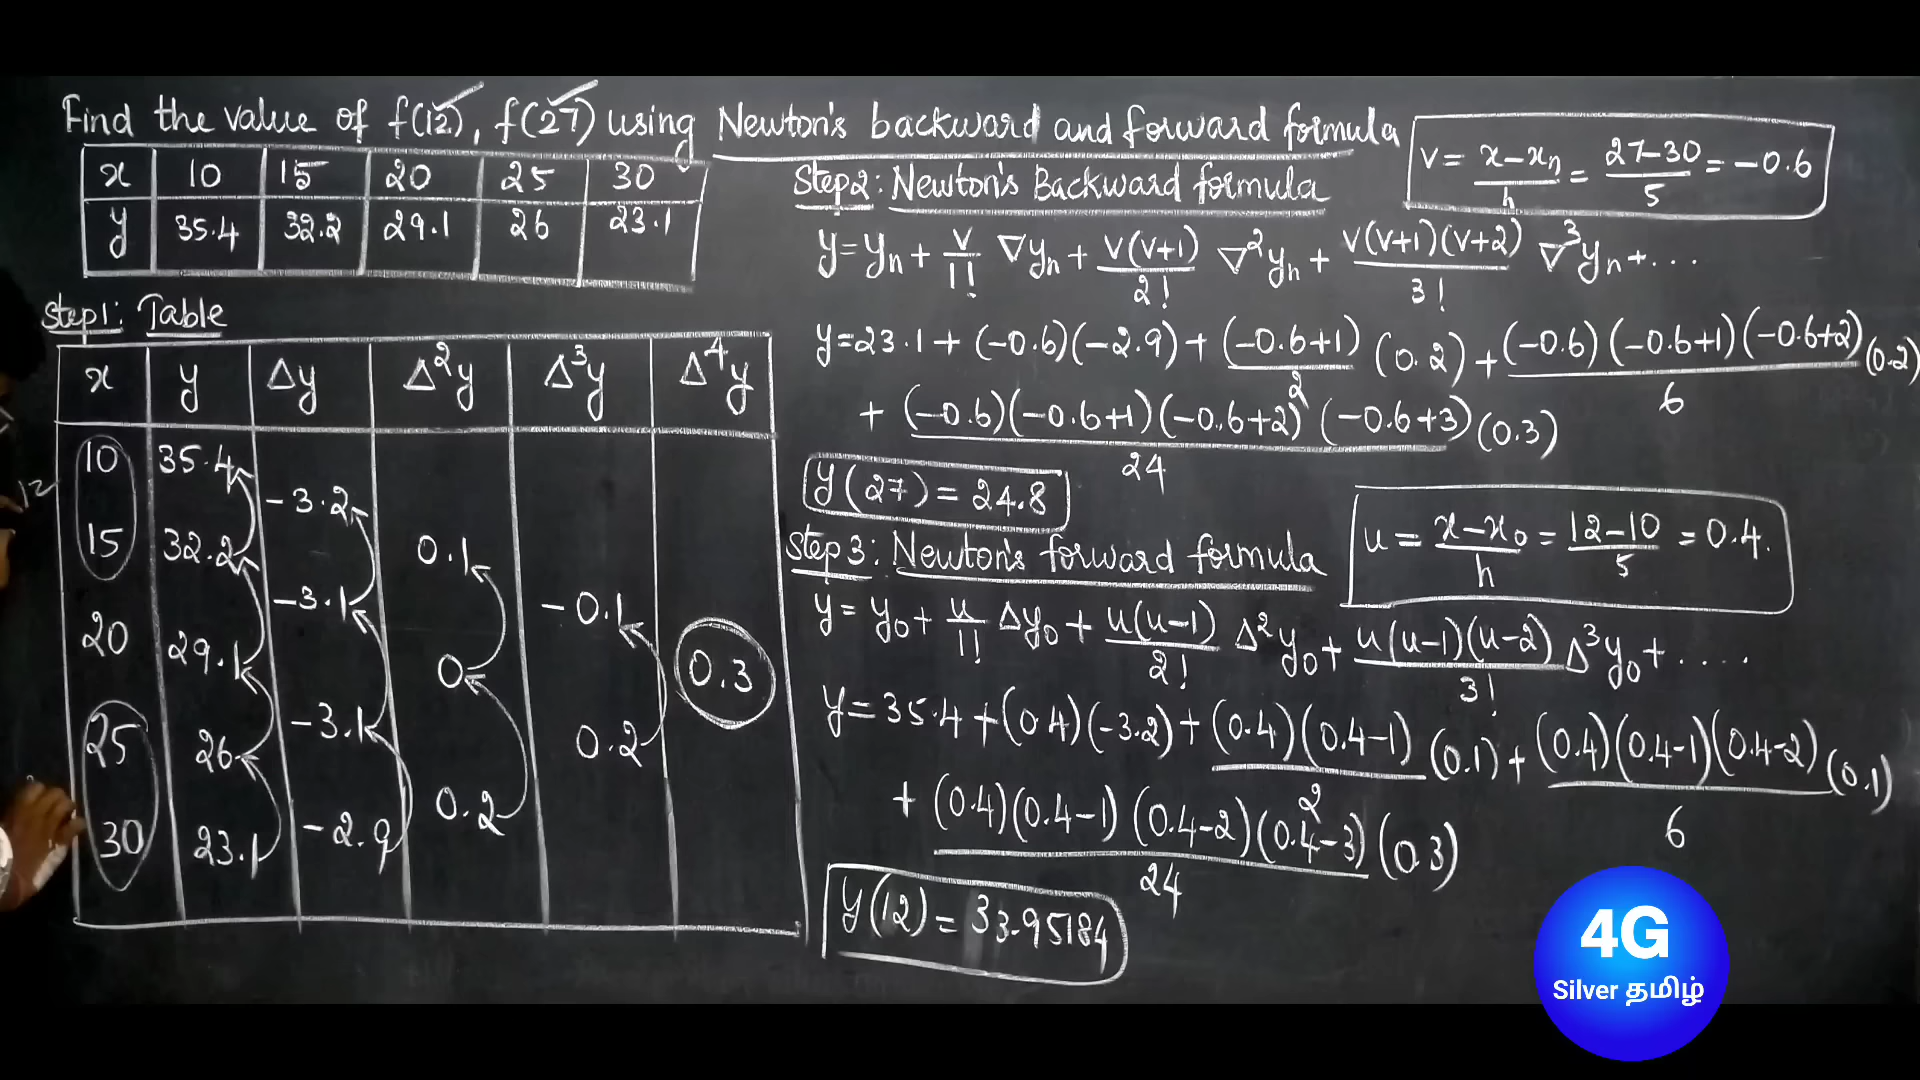 Find the value of f(12), f(27) using Newton's backward and forward formula
x 10 15 20 25 30
y 35.4 32.2 29.1 26 23.1
Step1: Table
x y Δy Δ²y Δ³y Δ⁴y
10 35.4
-3.2
15 32.2 0.1
-3.1 -0.1
20 29.1 0 0.3
-3.1 0.2
25 26 0.2
-2.9
30 23.1
12
Step2: Newton's Backward formula
v = (x-xn)/h = (27-30)/5 = -0.6
y = yn + v/1! ∇yn + v(v+1)/2! ∇²yn + v(v+1)(v+2)/3! ∇³yn + ...
y = 23.1 + (-0.6)(-2.9) + (-0.6+1)/2 (0.2) + (-0.6)(-0.6+1)(-0.6+2)/6 (0.2)
+ (-0.6)(-0.6+1)(-0.6+2)(-0.6+3)/24 (0.3)
y(27) = 24.8
Step3: Newton's forward formula
u = (x-x0)/h = (12-10)/5 = 0.4.
y = y0 + u/1! Δy0 + u(u-1)/2! Δ²y0 + u(u-1)(u-2)/3! Δ³y0 + ....
y = 35.4 + (0.4)(-3.2) + (0.4)(0.4-1)/2 (0.1) + (0.4)(0.4-1)(0.4-2)/6 (0.1)
+ (0.4)(0.4-1)(0.4-2)(0.4-3)/24 (0.3)
y(12) = 33.95184
4G
Silver தமிழ்